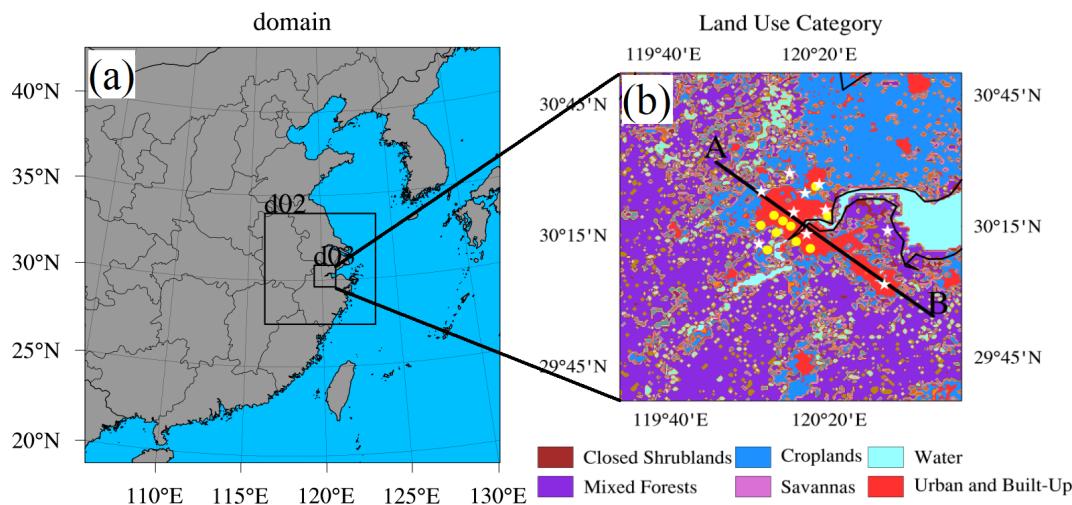 domain
Land Use Category
(a)
40°N
35°N
30°N
25°N
20°N
110°E
115°E
120°E
125°E
130°E
d02
d03
119°40'E
120°20'E
(b)
30°45'N
30°15'N
29°45'N
30°45'N
30°15'N
29°45'N
A
B
119°40'E
120°20'E
Closed Shrublands
Croplands
Water
Mixed Forests
Savannas
Urban and Built-Up